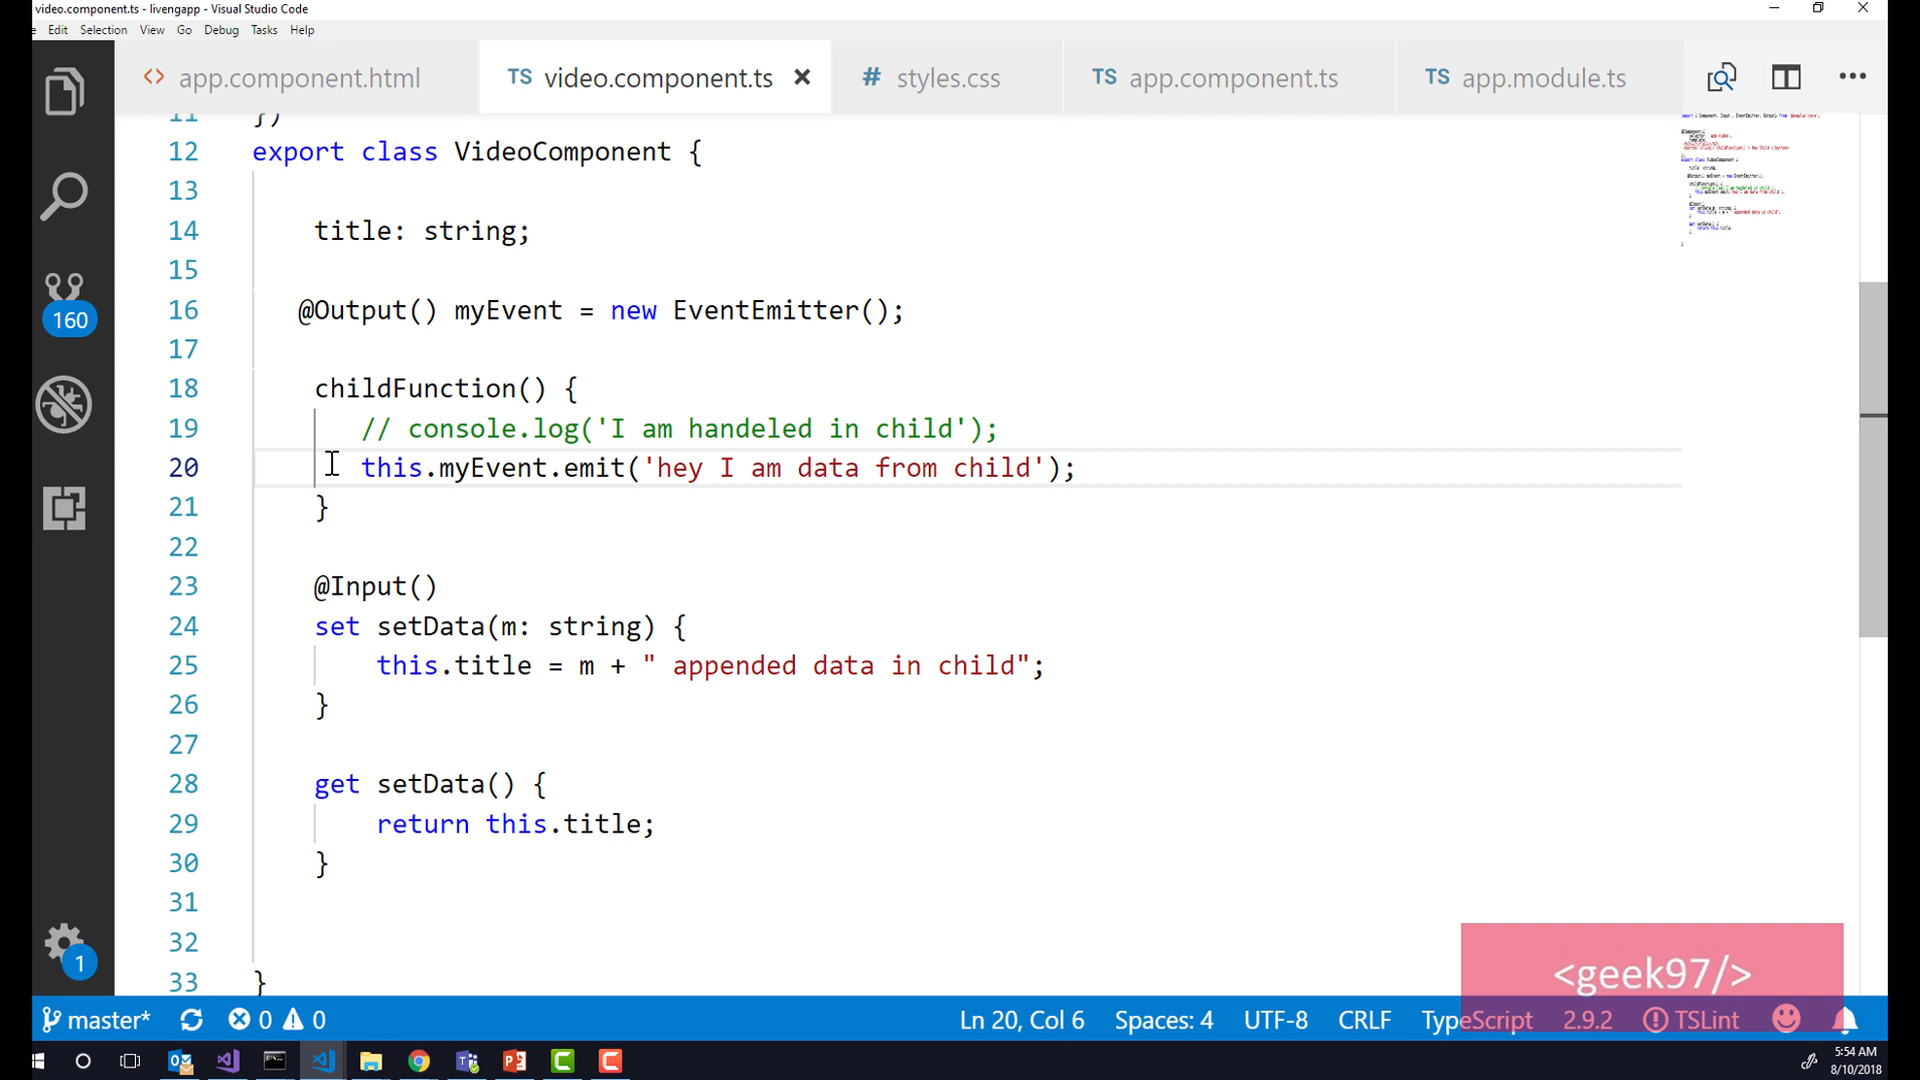 video.component.ts - livengapp - Visual Studio Code
Edit Selection View Go Debug Tasks Help
<> app.component.html TS video.component.ts × # styles.css TS app.component.ts TS app.module.ts
11 })
12 export class VideoComponent {
13
14 title: string;
15
16 @Output() myEvent = new EventEmitter();
17
18 childFunction() {
19 // console.log('I am handeled in child');
20 this.myEvent.emit('hey I am data from child');
21 }
22
23 @Input()
24 set setData(m: string) {
25 this.title = m + " appended data in child";
26 }
27
28 get setData() {
29 return this.title;
30 }
31
32
33 }
160
1
<geek97/>
master* 0 0 Ln 20, Col 6 Spaces: 4 UTF-8 CRLF TypeScript 2.9.2 TSLint
5:54 AM
8/10/2018